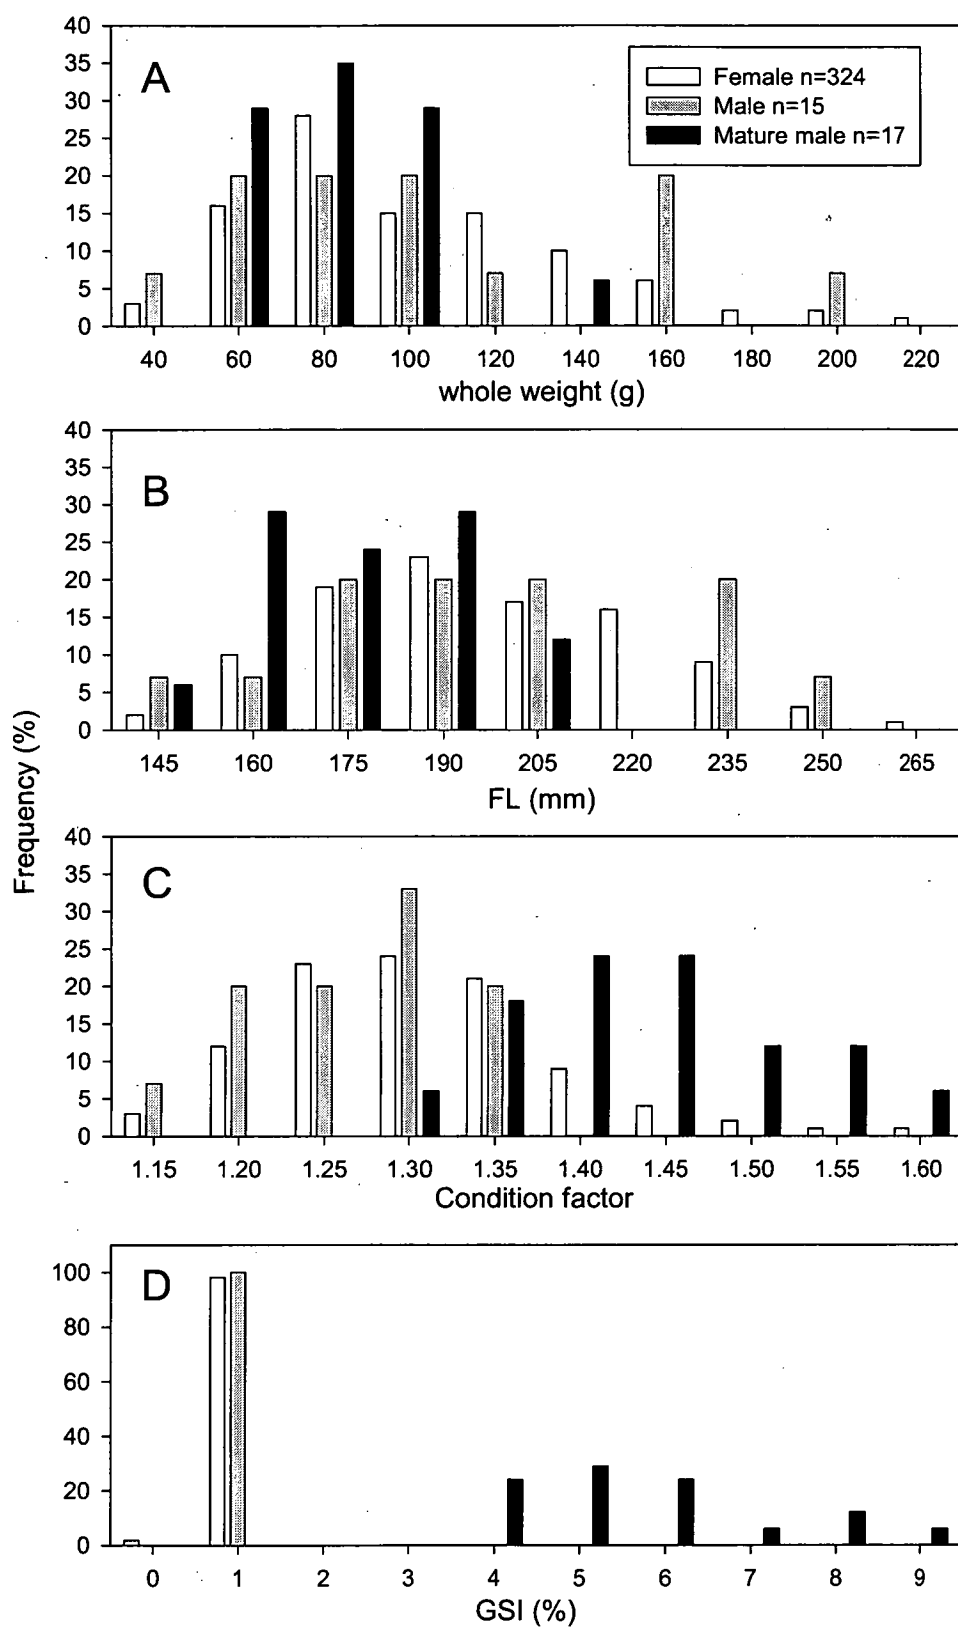 40
35
30
25
20
15
10
5
0
A
Female n=324
Male n=15
Mature male n=17
40 60 80 100 120 140 160 180 200 220
whole weight (g)
40
35
30
25
20
15
10
5
0
B
145 160 175 190 205 220 235 250 265
FL (mm)
Frequency (%)
40
35
30
25
20
15
10
5
0
C
1.15 1.20 1.25 1.30 1.35 1.40 1.45 1.50 1.55 1.60
Condition factor
100
80
60
40
20
0
D
0 1 2 3 4 5 6 7 8 9
GSI (%)